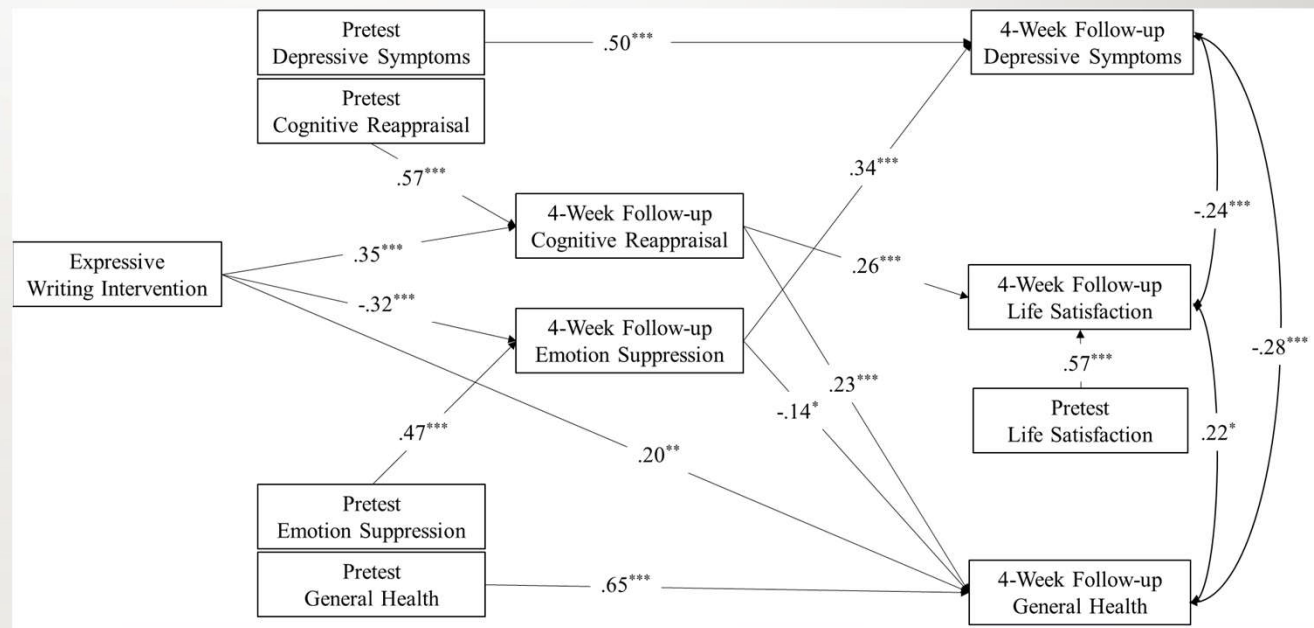 Pretest
Depressive Symptoms
.50***
4-Week Follow-up
Depressive Symptoms
Pretest
Cognitive Reappraisal
.57***
.34***
4-Week Follow-up
Cognitive Reappraisal
-.24***
Expressive
Writing Intervention
.35***
.26***
-.32***
4-Week Follow-up
Life Satisfaction
4-Week Follow-up
Emotion Suppression
-.28***
.57***
.23***
-.14*
Pretest
Life Satisfaction
.47***
.22*
.20**
Pretest
Emotion Suppression
Pretest
General Health
.65***
4-Week Follow-up
General Health